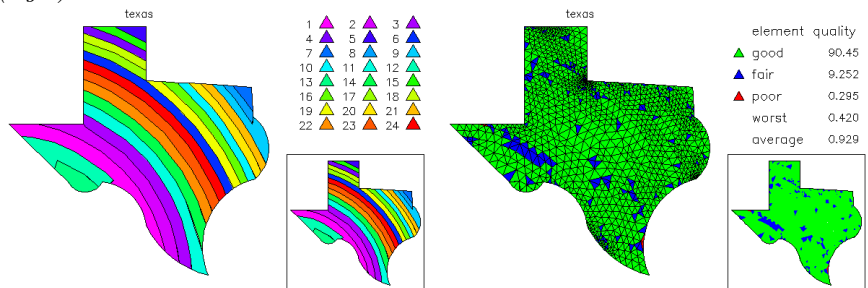 texas
1 2 3
4 5 6
7 8 9
10 11 12
13 14 15
16 17 18
19 20 21
22 23 24
texas
element quality
good 90.45
fair 9.252
poor 0.295
worst 0.420
average 0.929